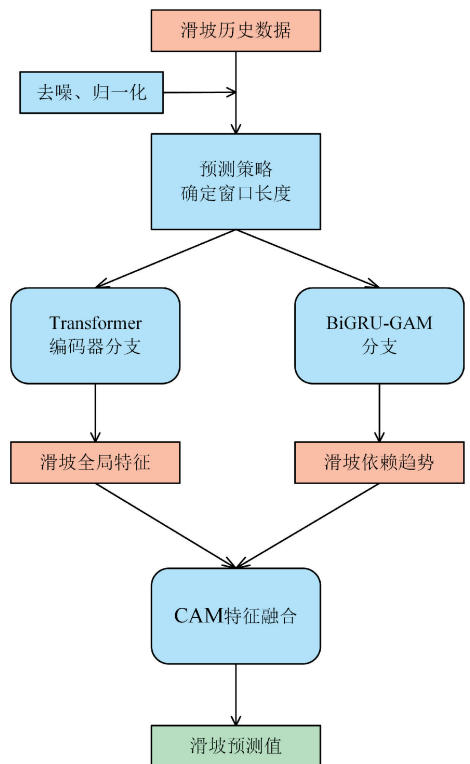 滑坡历史数据
去噪、归一化
预测策略
确定窗口长度
Transformer
编码器分支
BiGRU-GAM
分支
滑坡全局特征
滑坡依赖趋势
CAM特征融合
滑坡预测值